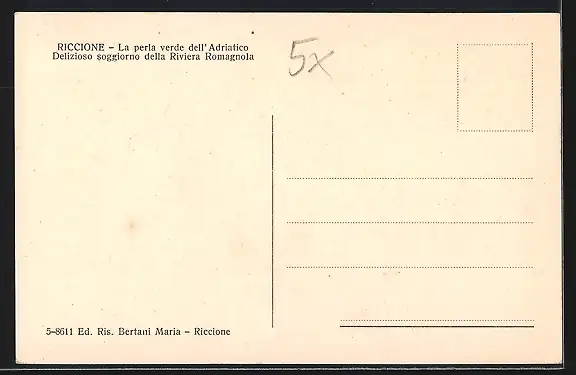 RICCIONE – La perla verde dell'Adriatico
Delizioso soggiorno della Riviera Romagnola
5x
5-8611 Ed. Ris. Bertani Maria – Riccione